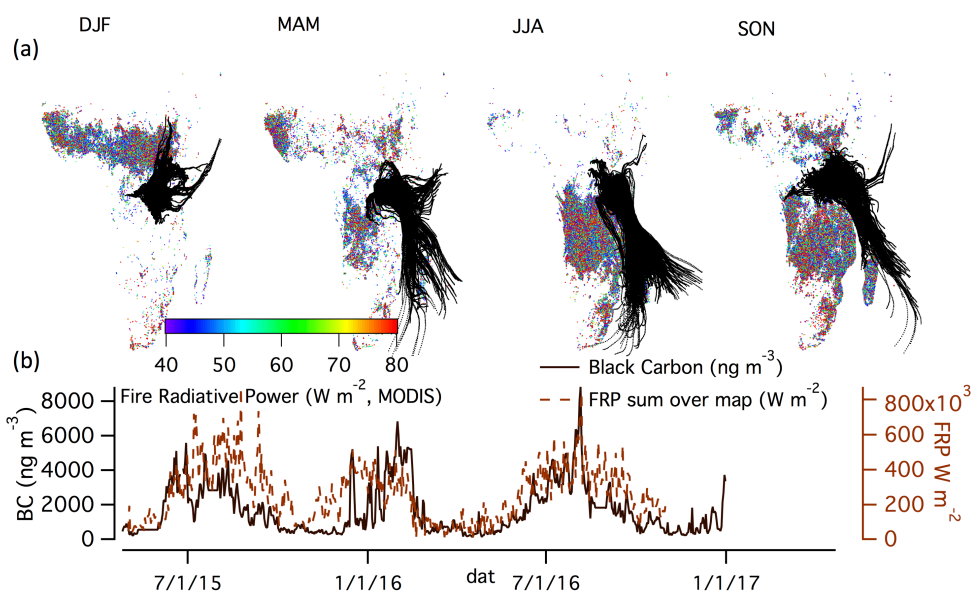 DJF MAM JJA SON
(a)
40 50 60 70 80
(b)
Fire Radiative Power (W m⁻², MODIS)
Black Carbon (ng m⁻³)
FRP sum over map (W m⁻²)
BC (ng m⁻³)
8000
6000
4000
2000
0
800x10³
600
400
200
0
FRP W m⁻²
7/1/15 1/1/16 7/1/16 1/1/17
dat